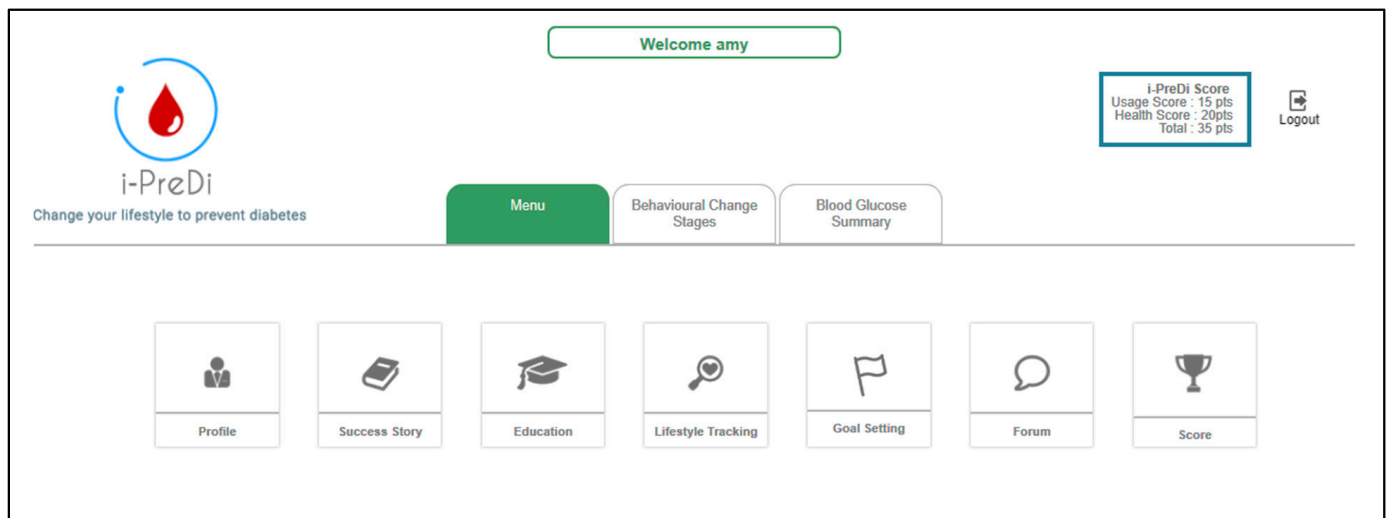 Welcome amy
i-PreDi Score
Usage Score : 15 pts
Health Score : 20pts
Total : 35 pts
Logout
i-PreDi
Change your lifestyle to prevent diabetes
Menu
Behavioural Change
Stages
Blood Glucose
Summary
Profile
Success Story
Education
Lifestyle Tracking
Goal Setting
Forum
Score